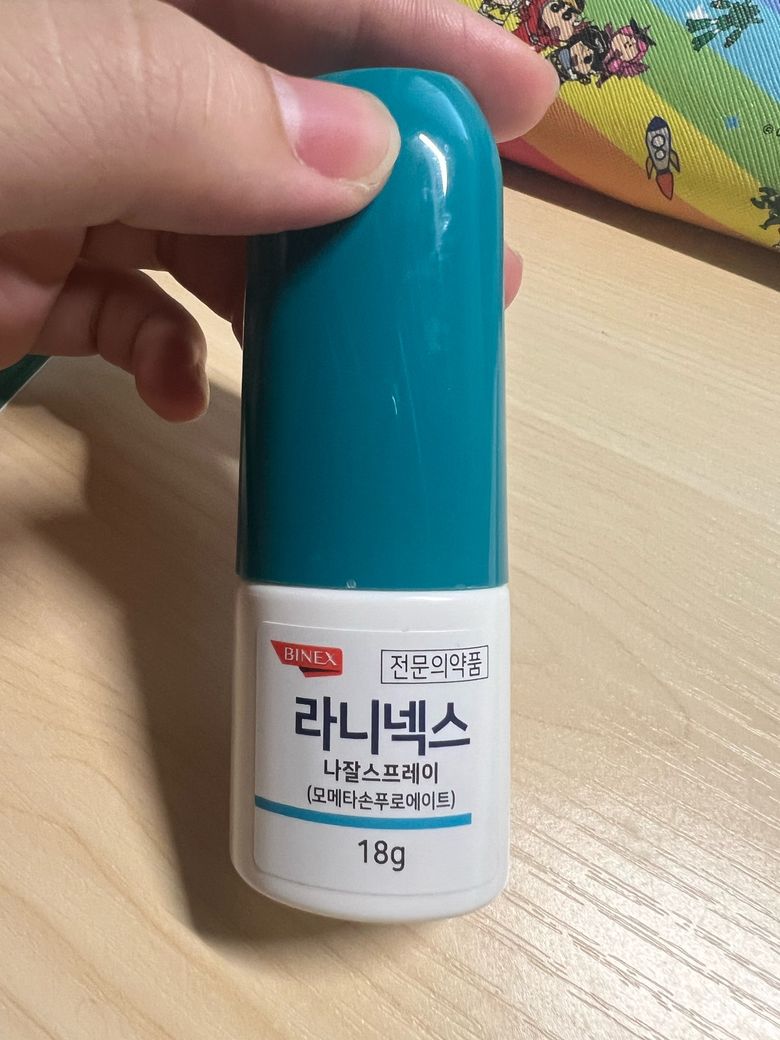 BINEX
전문의약품
라니넥스
나잘스프레이
(모메타손푸로에이트)
18g